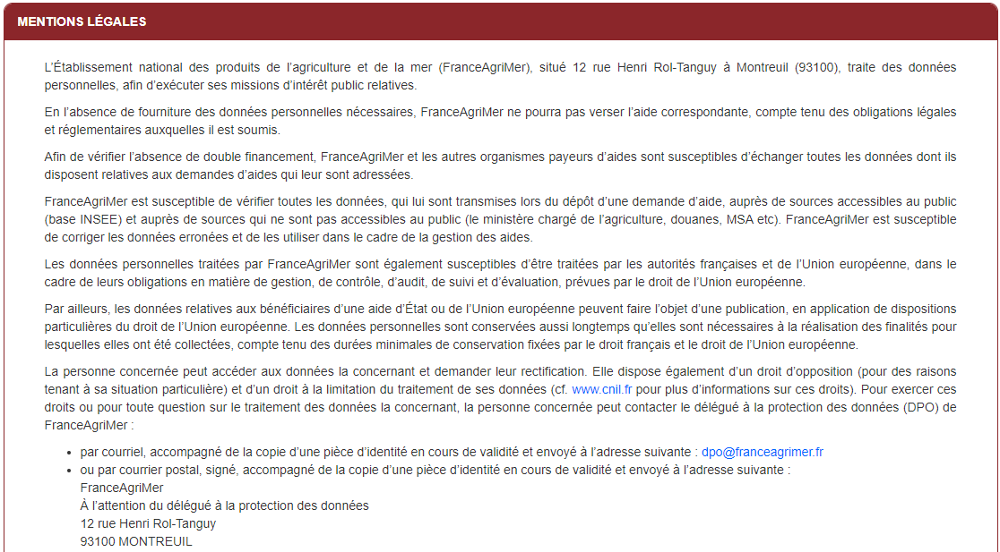 MENTIONS LÉGALES
L’Établissement national des produits de l’agriculture et de la mer (FranceAgriMer), situé 12 rue Henri Rol-Tanguy à Montreuil (93100), traite des données
personnelles, afin d’exécuter ses missions d’intérêt public relatives.
En l’absence de fourniture des données personnelles nécessaires, FranceAgriMer ne pourra pas verser l’aide correspondante, compte tenu des obligations légales
et réglementaires auxquelles il est soumis.
Afin de vérifier l’absence de double financement, FranceAgriMer et les autres organismes payeurs d’aides sont susceptibles d’échanger toutes les données dont ils
disposent relatives aux demandes d’aides qui leur sont adressées.
FranceAgriMer est susceptible de vérifier toutes les données, qui lui sont transmises lors du dépôt d’une demande d’aide, auprès de sources accessibles au public
(base INSEE) et auprès de sources qui ne sont pas accessibles au public (le ministère chargé de l’agriculture, douanes, MSA etc). FranceAgriMer est susceptible
de corriger les données erronées et de les utiliser dans le cadre de la gestion des aides.
Les données personnelles traitées par FranceAgriMer sont également susceptibles d’être traitées par les autorités françaises et de l’Union européenne, dans le
cadre de leurs obligations en matière de gestion, de contrôle, d’audit, de suivi et d’évaluation, prévues par le droit de l’Union européenne.
Par ailleurs, les données relatives aux bénéficiaires d’une aide d’État ou de l’Union européenne peuvent faire l’objet d’une publication, en application de dispositions
particulières du droit de l’Union européenne. Les données personnelles sont conservées aussi longtemps qu’elles sont nécessaires à la réalisation des finalités pour
lesquelles elles ont été collectées, compte tenu des durées minimales de conservation fixées par le droit français et le droit de l’Union européenne.
La personne concernée peut accéder aux données la concernant et demander leur rectification. Elle dispose également d’un droit d’opposition (pour des raisons
tenant à sa situation particulière) et d’un droit à la limitation du traitement de ses données (cf. www.cnil.fr pour plus d’informations sur ces droits). Pour exercer ces
droits ou pour toute question sur le traitement des données la concernant, la personne concernée peut contacter le délégué à la protection des données (DPO) de
FranceAgriMer :
• par courriel, accompagné de la copie d’une pièce d’identité en cours de validité et envoyé à l’adresse suivante : dpo@franceagrimer.fr
• ou par courrier postal, signé, accompagné de la copie d’une pièce d’identité en cours de validité et envoyé à l’adresse suivante :
FranceAgriMer
À l’attention du délégué à la protection des données
12 rue Henri Rol-Tanguy
93100 MONTREUIL